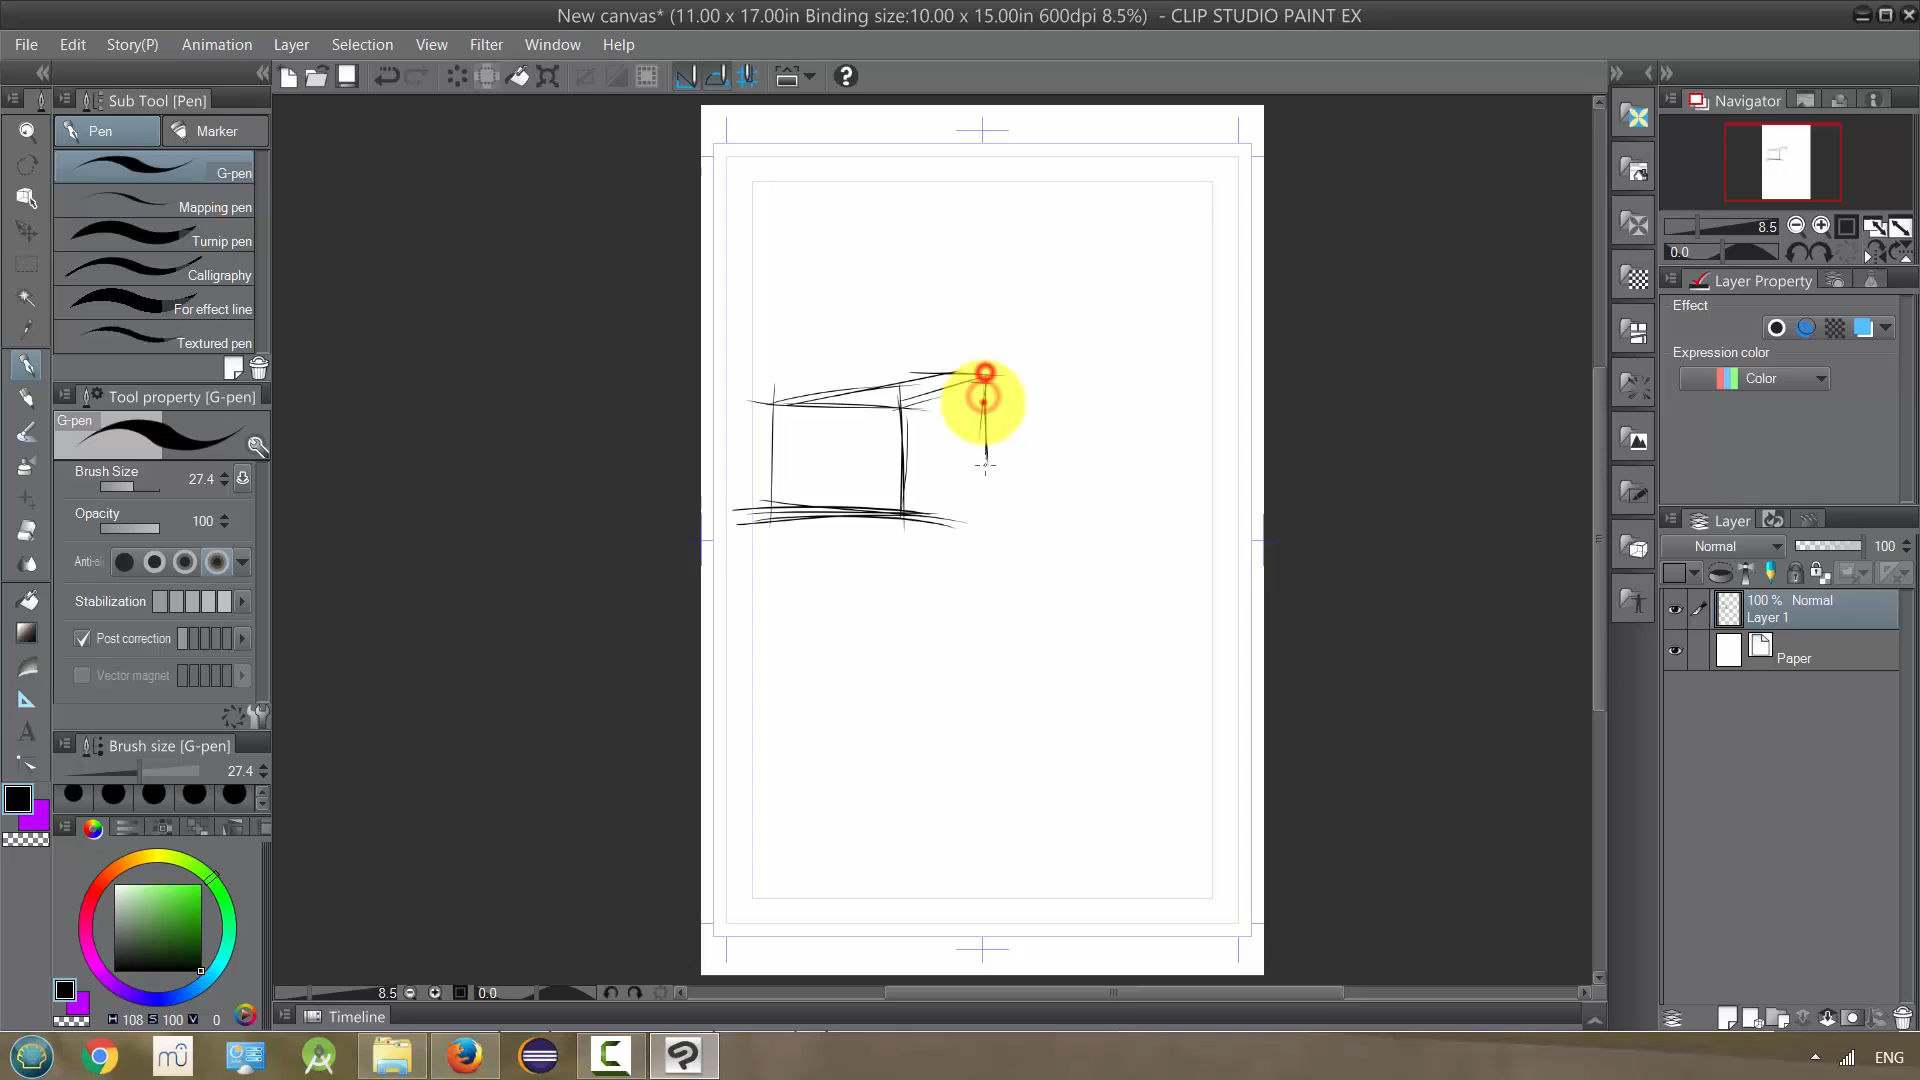 New canvas* (11.00 x 17.00in Binding size:10.00 x 15.00in 600dpi 8.5%) - CLIP STUDIO PAINT EX
File Edit Story(P) Animation Layer Selection View Filter Window Help
Sub Tool [Pen]
Pen Marker
G-pen
Mapping pen
Turnip pen
Calligraphy
For effect line
Textured pen
Tool property [G-pen]
G-pen
Brush Size 27.4
Opacity 100
Anti-ali
Stabilization
Post correction
Vector magnet
Brush size [G-pen]
27.4
H 108 S 100 V 0
8.5 0.0
Timeline
Navigator
8.5
0.0
Layer Property
Effect
Expression color
Color
Layer
Normal 100
100 % Normal
Layer 1
Paper
ENG